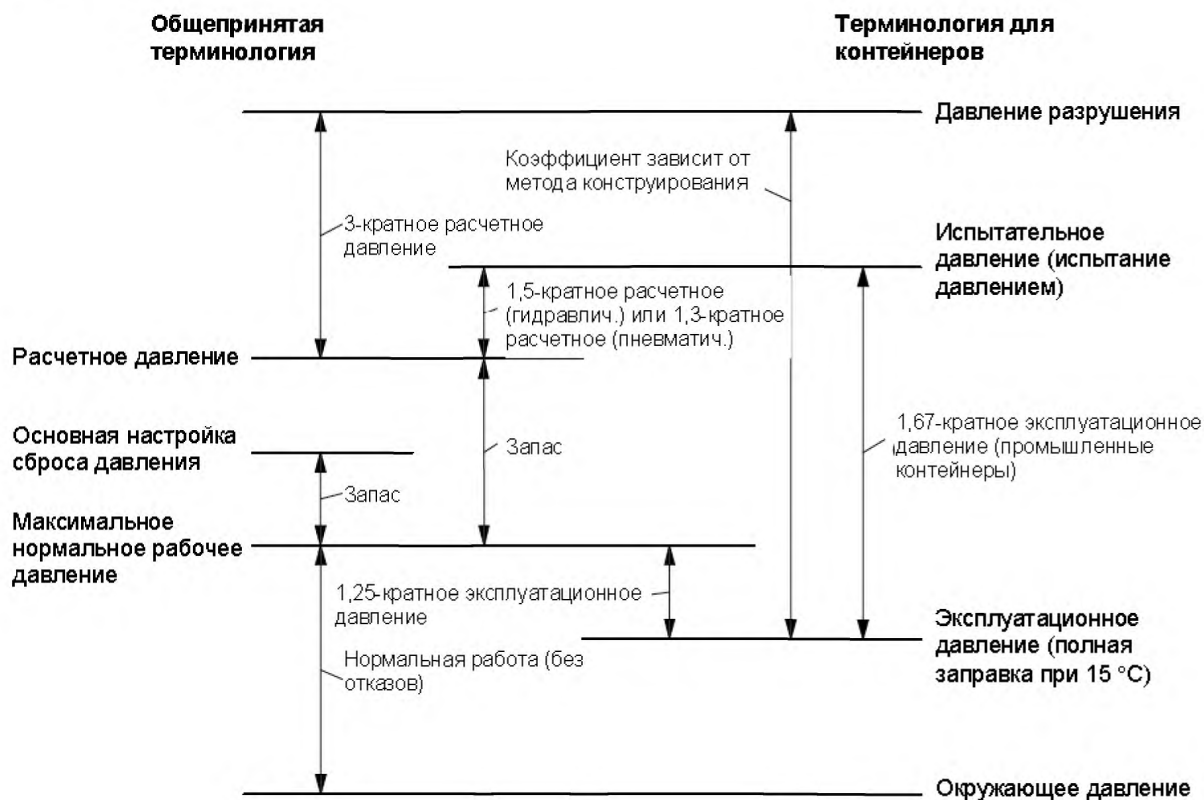 Общепринятая
терминология
Терминология для
контейнеров
Давление разрушения
Коэффициент зависит от
метода конструирования
3-кратное расчетное
давление
Испытательное
давление (испытание
давлением)
1,5-кратное расчетное
(гидравлич.) или 1,3-кратное
расчетное (пневматич.)
Расчетное давление
1,67-кратное эксплуатационное
давление (промышленные
контейнеры)
Основная настройка
сброса давления
Запас
Запас
Максимальное
нормальное рабочее
давление
1,25-кратное эксплуатационное
давление
Эксплуатационное
давление (полная
заправка при 15 °С)
Нормальная работа (без
отказов)
Окружающее давление